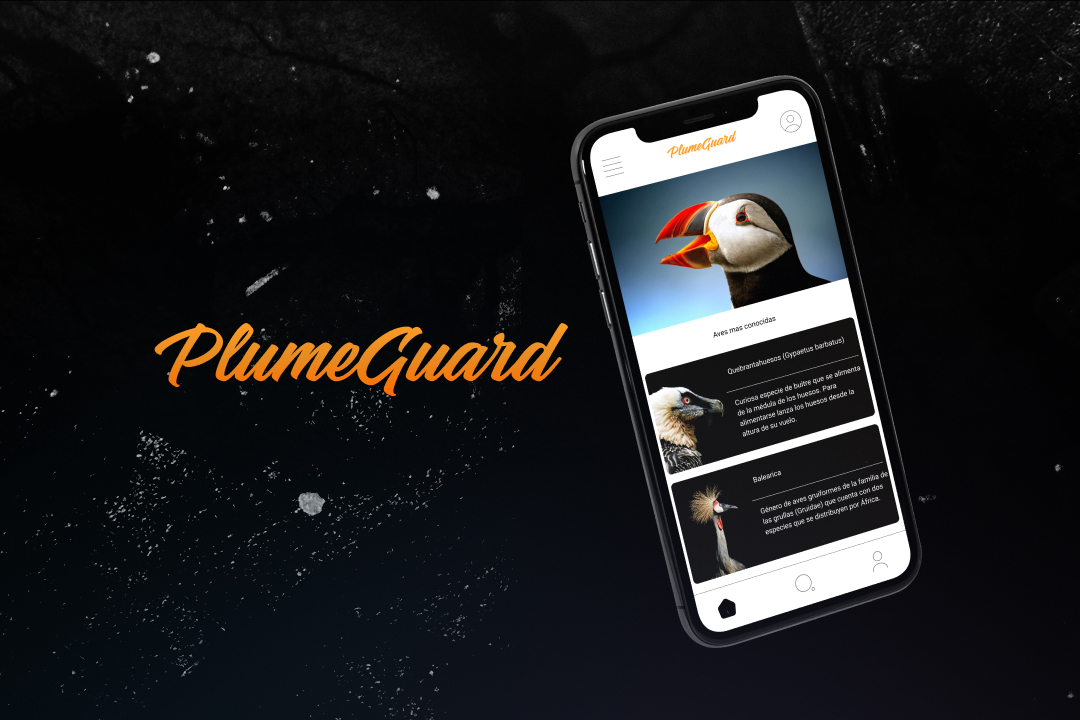 PlumeGuard
PlumeGuard
Aves mas conocidas
Quebrantahuesos (Gypaetus barbatus)
Curiosa especie de buitre que se alimenta
de la médula de los huesos. Para
alimentarse lanza los huesos desde la
altura de su vuelo.
Balearica
Género de aves gruiformes de la familia de
las grullas (Gruidae) que cuenta con dos
especies que se distribuyen por África.